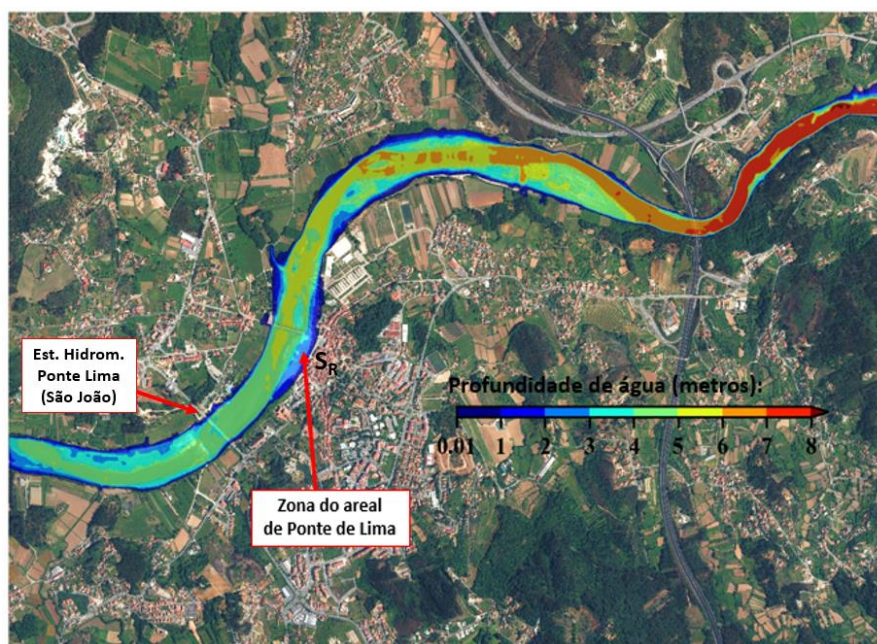 Est. Hidrom.
Ponte Lima
(São João)
S_R
Profundidade de água (metros):
0.01 1 2 3 4 5 6 7 8
Zona do areal
de Ponte de Lima